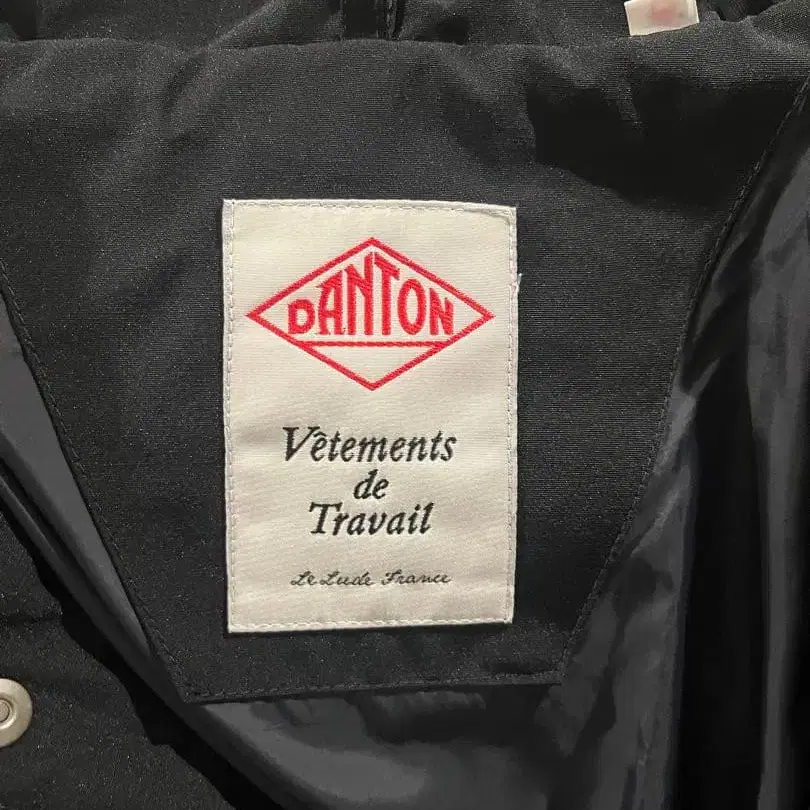 DANTON
Vêtements
de
Travail
Le Lude France